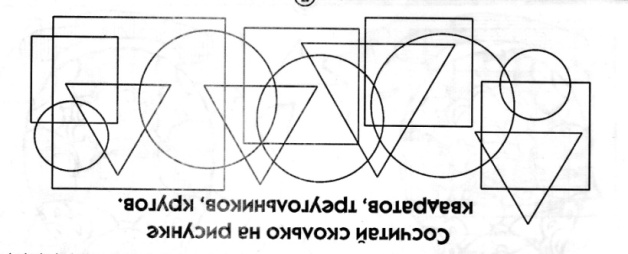 Сосчитай сколько на рисунке
квадратов, треугольников, кругов.